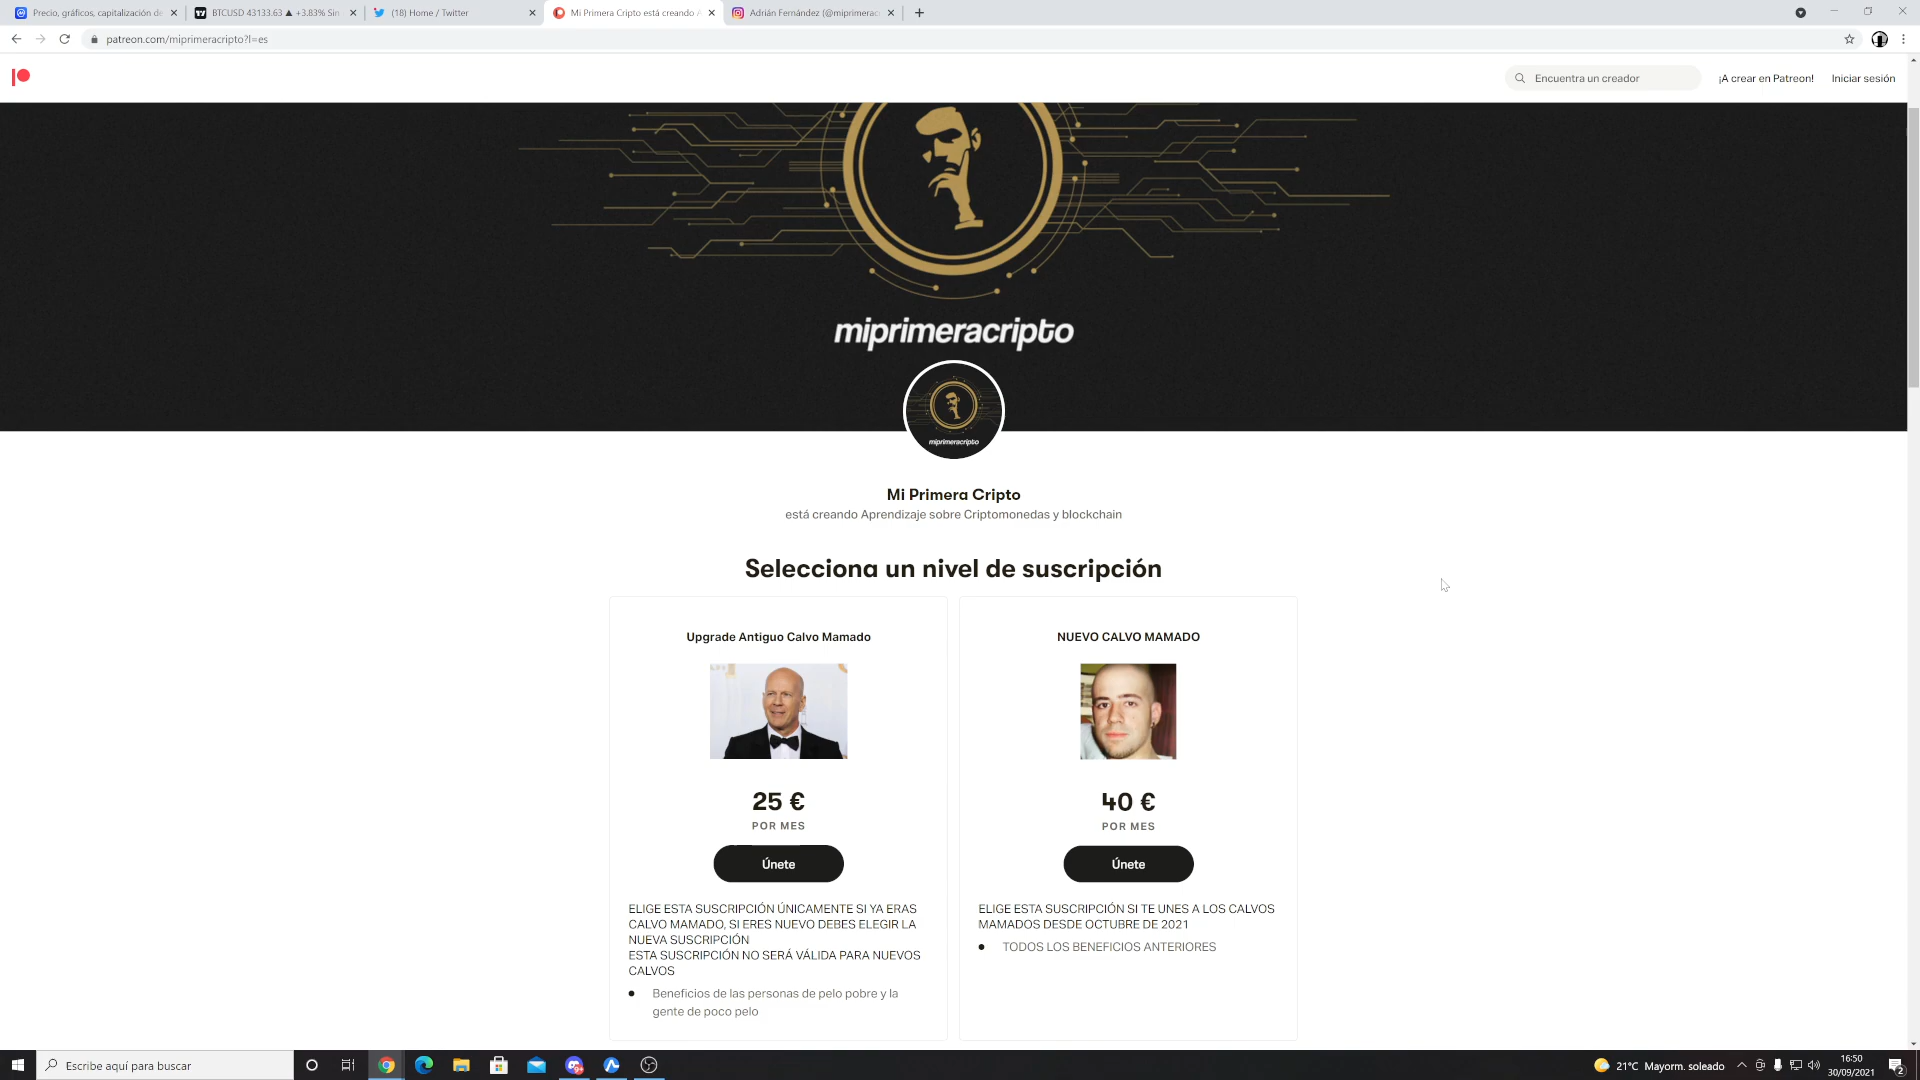 Precio, gráficos, capitalización de
BTCUSD 43133.63 ▲ +3.83% Sin
(18) Home / Twitter
Mi Primera Cripto está creando A
Adrián Fernández (@miprimerac
patreon.com/miprimeracripto?l=es
Encuentra un creador
¡A crear en Patreon!
Iniciar sesión
miprimeracripto
miprimeracripto
Mi Primera Cripto
está creando Aprendizaje sobre Criptomonedas y blockchain
Selecciona un nivel de suscripción
Upgrade Antiguo Calvo Mamado
25 €
POR MES
Únete
ELIGE ESTA SUSCRIPCIÓN ÚNICAMENTE SI YA ERAS
CALVO MAMADO, SI ERES NUEVO DEBES ELEGIR LA
NUEVA SUSCRIPCIÓN
ESTA SUSCRIPCIÓN NO SERÁ VÁLIDA PARA NUEVOS
CALVOS
Beneficios de las personas de pelo pobre y la
gente de poco pelo
NUEVO CALVO MAMADO
40 €
POR MES
Únete
ELIGE ESTA SUSCRIPCIÓN SI TE UNES A LOS CALVOS
MAMADOS DESDE OCTUBRE DE 2021
TODOS LOS BENEFICIOS ANTERIORES
Escribe aquí para buscar
21°C Mayorm. soleado
16:50
30/09/2021
2